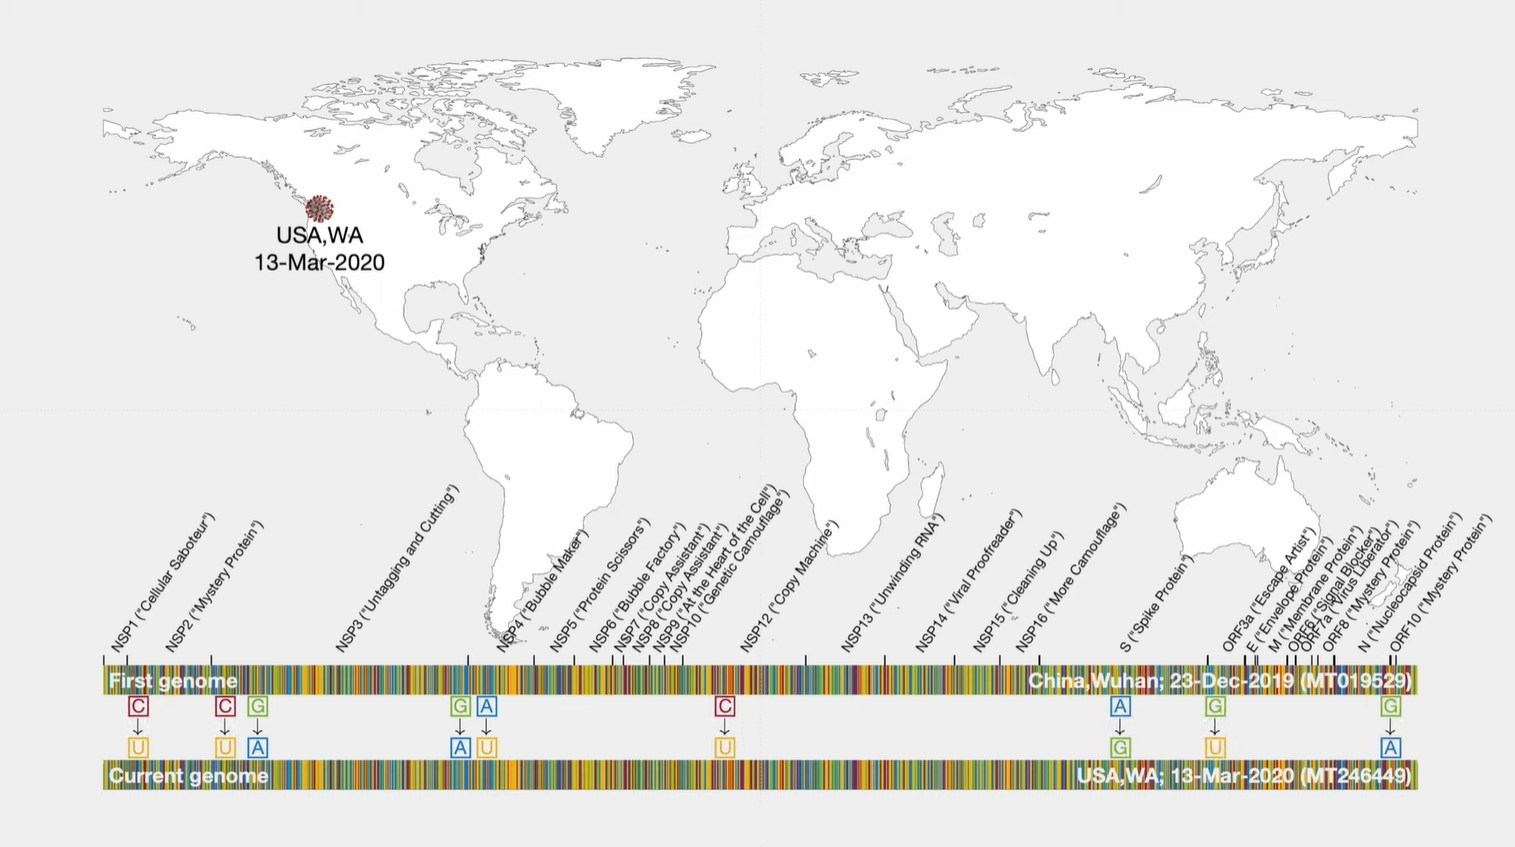 USA,WA
13-Mar-2020
NSP1 ("Cellular Saboteur")
NSP2 ("Mystery Protein")
NSP3 ("Untagging and Cutting")
NSP4 ("Bubble Maker")
NSP5 ("Protein Scissors")
NSP6 ("Bubble Factory")
NSP7 ("Copy Assistant")
NSP8 ("Copy Assistant")
NSP9 ("At the Heart of the Cell")
NSP10 ("Genetic Camouflage")
NSP12 ("Copy Machine")
NSP13 ("Unwinding RNA")
NSP14 ("Viral Proofreader")
NSP15 ("Cleaning Up")
NSP16 ("More Camouflage")
S ("Spike Protein")
ORF3a ("Escape Artist")
E ("Envelope Protein")
M ("Membrane Protein")
ORF6 ("Signal Blocker")
ORF7a ("Virus Liberator")
ORF8 ("Mystery Protein")
N ("Nucleocapsid Protein")
ORF10 ("Mystery Protein")
First genome China,Wuhan; 23-Dec-2019 (MT019529)
C C G G A C A G G
U U A A U U G U A
Current genome USA,WA; 13-Mar-2020 (MT246449)